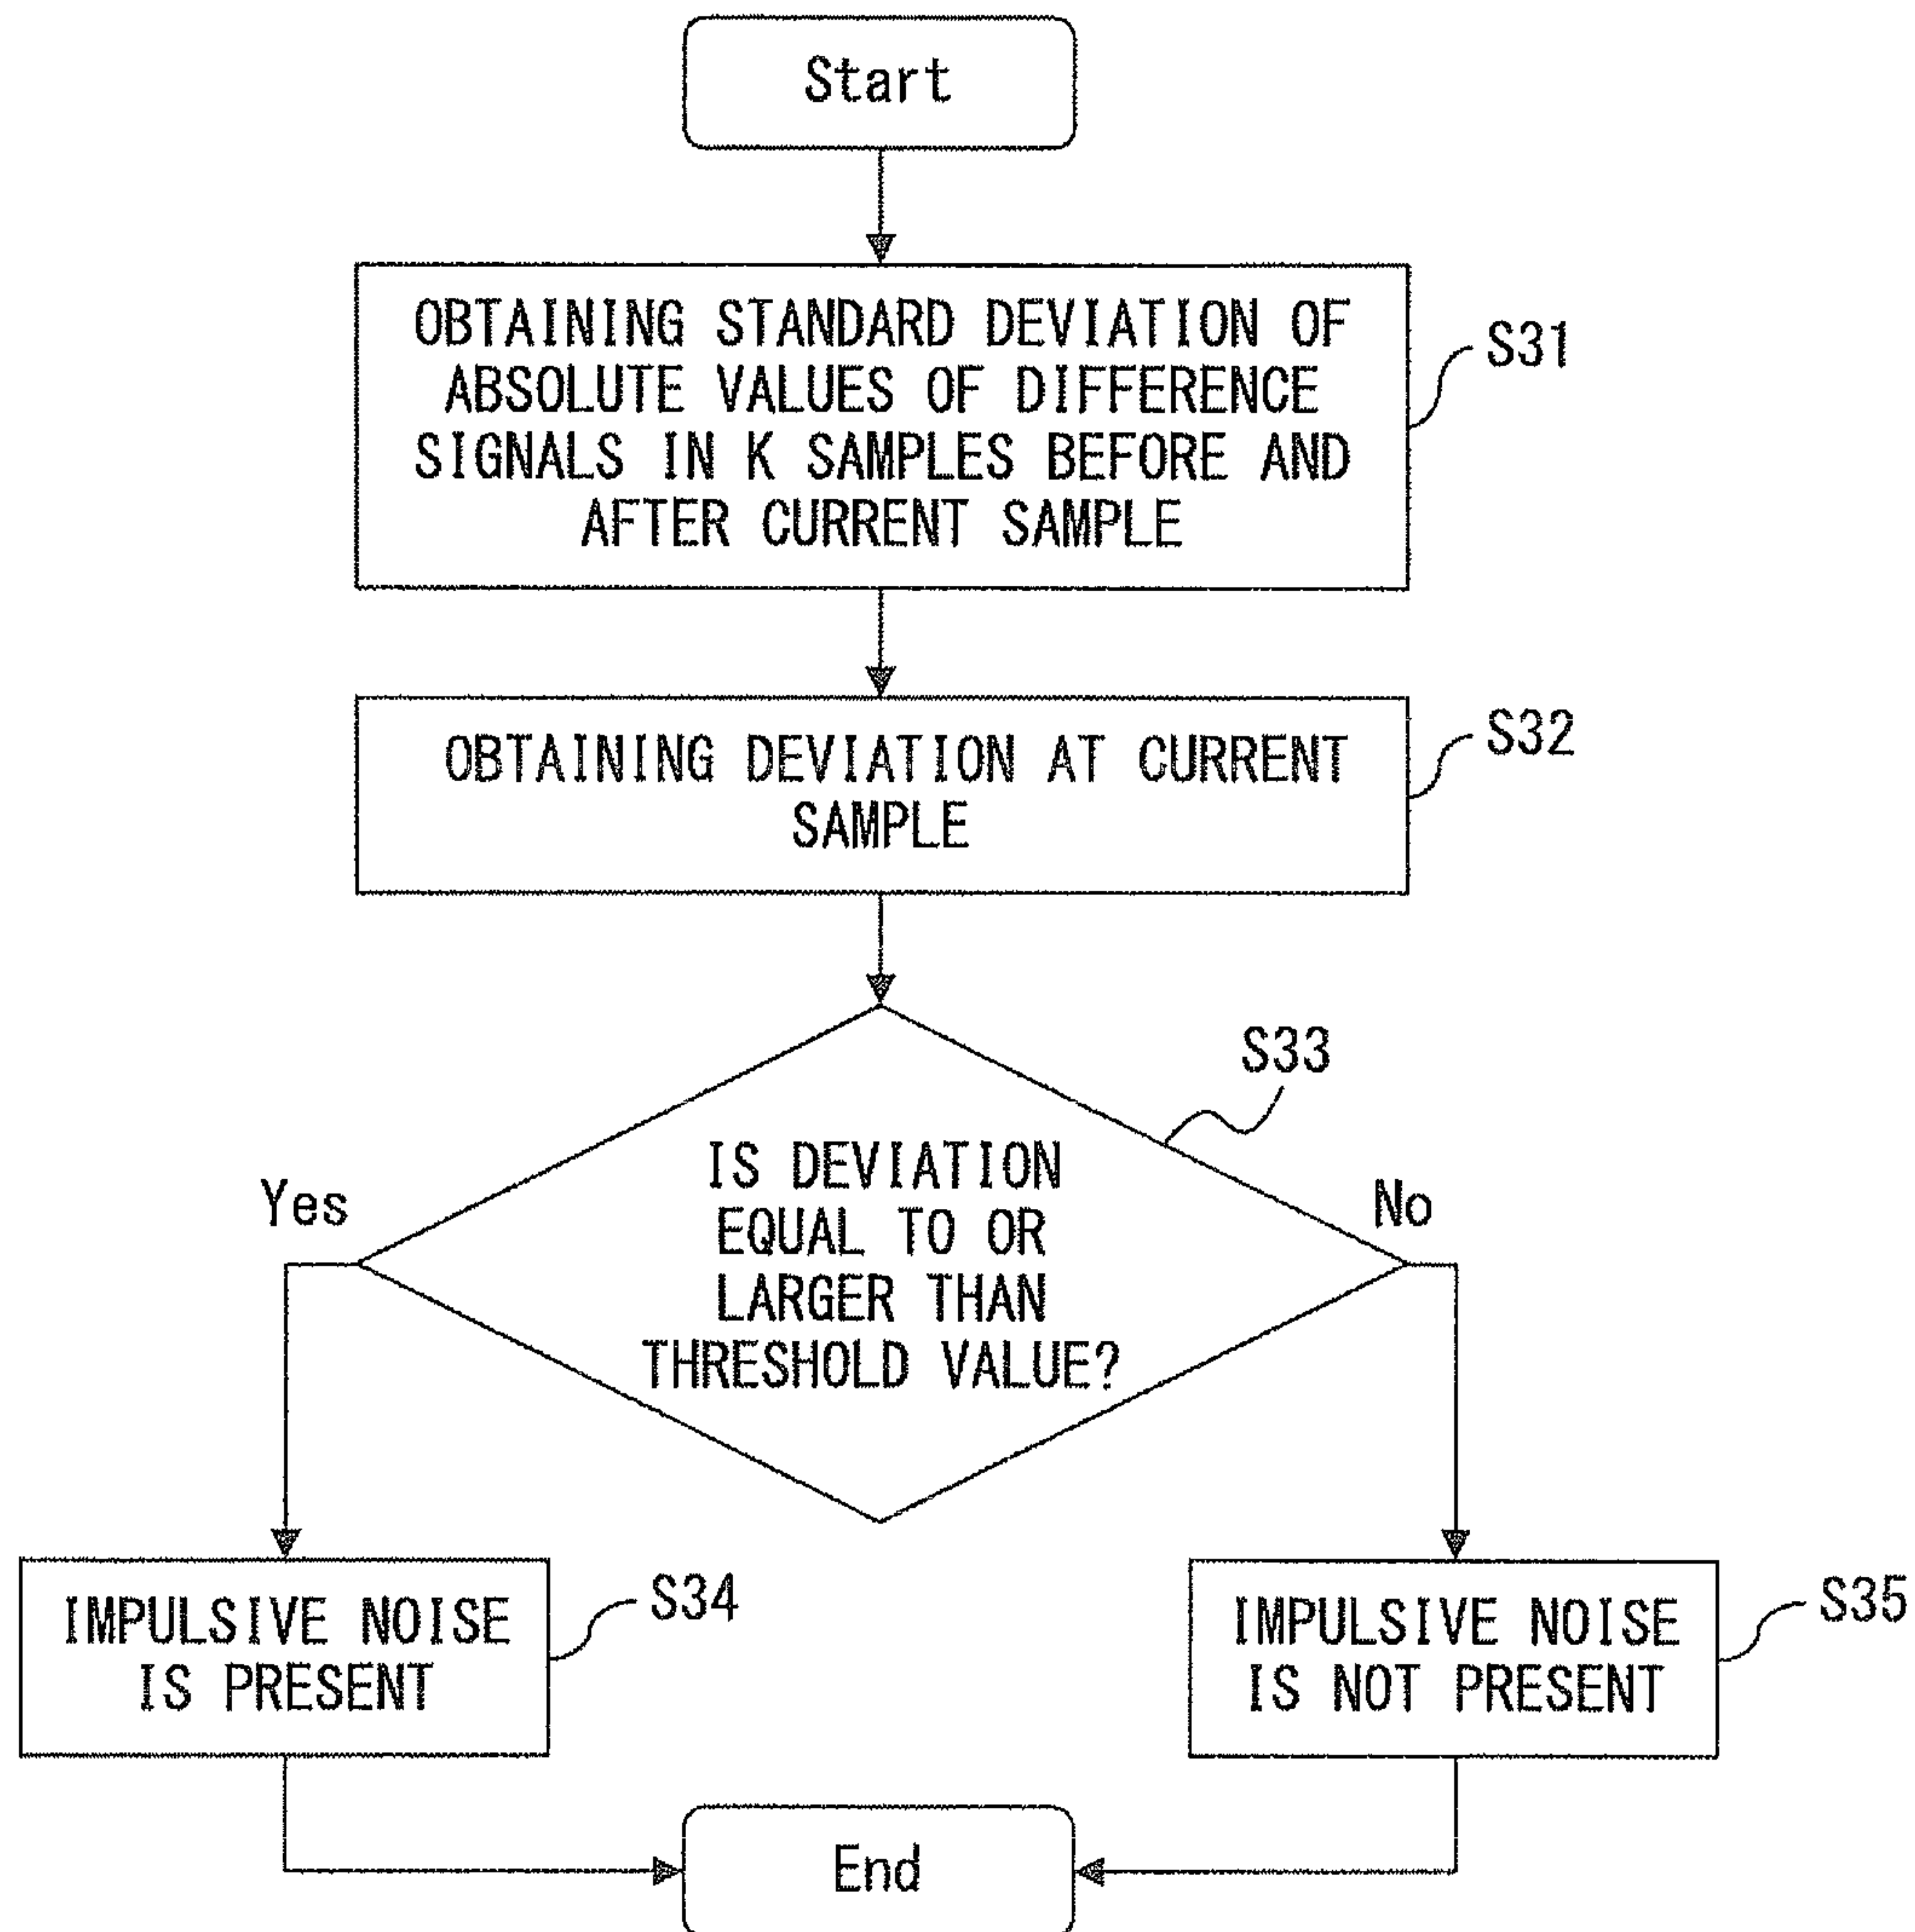 Start
OBTAINING STANDARD DEVIATION OF
ABSOLUTE VALUES OF DIFFERENCE
SIGNALS IN K SAMPLES BEFORE AND
AFTER CURRENT SAMPLE
S31
OBTAINING DEVIATION AT CURRENT
SAMPLE
S32
S33
IS DEVIATION
EQUAL TO OR
LARGER THAN
THRESHOLD VALUE?
Yes
No
IMPULSIVE NOISE
IS PRESENT
S34
IMPULSIVE NOISE
IS NOT PRESENT
S35
End